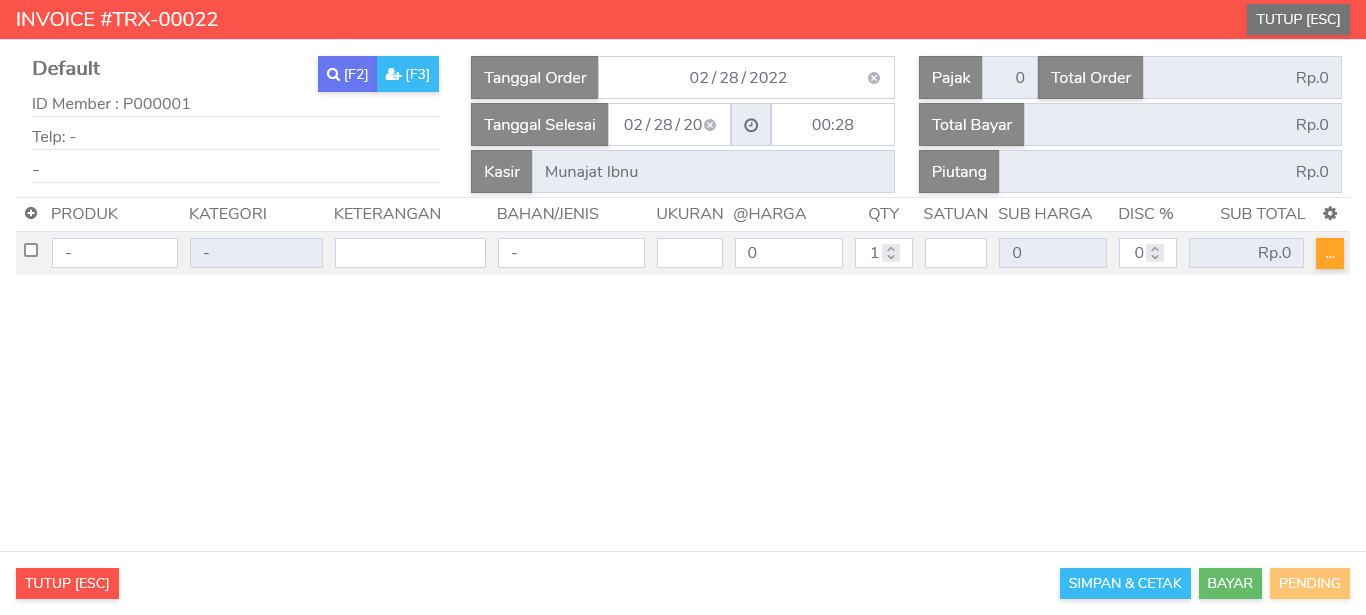 INVOICE #TRX-00022 TUTUP [ESC]
Default [F2] [F3]
ID Member : P000001
Telp: -
-
Tanggal Order 02/28/2022
Tanggal Selesai 02/28/20 00:28
Kasir Munajat Ibnu
Pajak 0 Total Order Rp.0
Total Bayar Rp.0
Piutang Rp.0
PRODUK KATEGORI KETERANGAN BAHAN/JENIS UKURAN @HARGA QTY SATUAN SUB HARGA DISC % SUB TOTAL
- - - 0 1 0 0 Rp.0 ...
TUTUP [ESC] SIMPAN & CETAK BAYAR PENDING